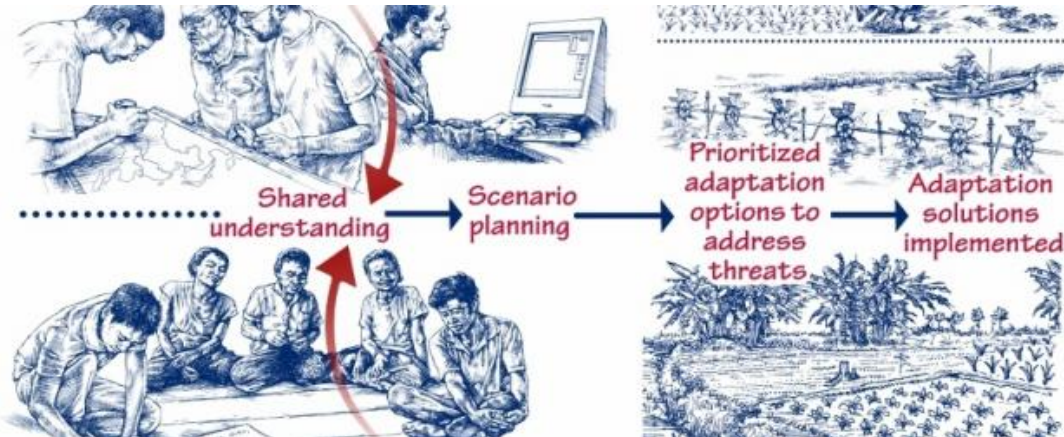 Shared
understanding
Scenario
planning
Prioritized
adaptation
options to
address
threats
Adaptation
solutions
implemented